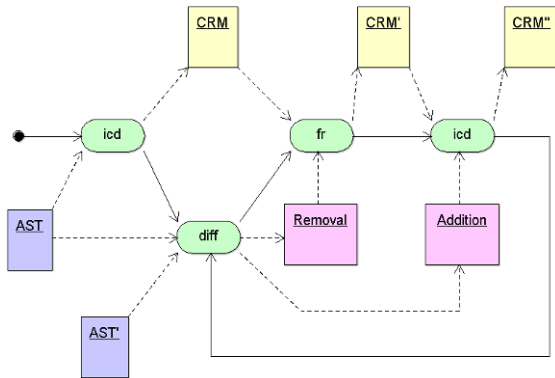 CRM
CRM'
CRM"
icd
fr
icd
AST
diff
Removal
Addition
AST'